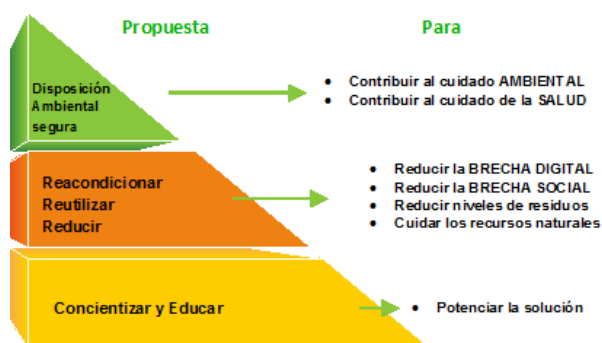 Propuesta
Para
Disposición
Ambiental
segura
• Contribuir al cuidado AMBIENTAL
• Contribuir al cuidado de la SALUD
Reacondicionar
Reutilizar
Reducir
• Reducir la BRECHA DIGITAL
• Reducir la BRECHA SOCIAL
• Reducir niveles de residuos
• Cuidar los recursos naturales
Concientizar y Educar
• Potenciar la solución